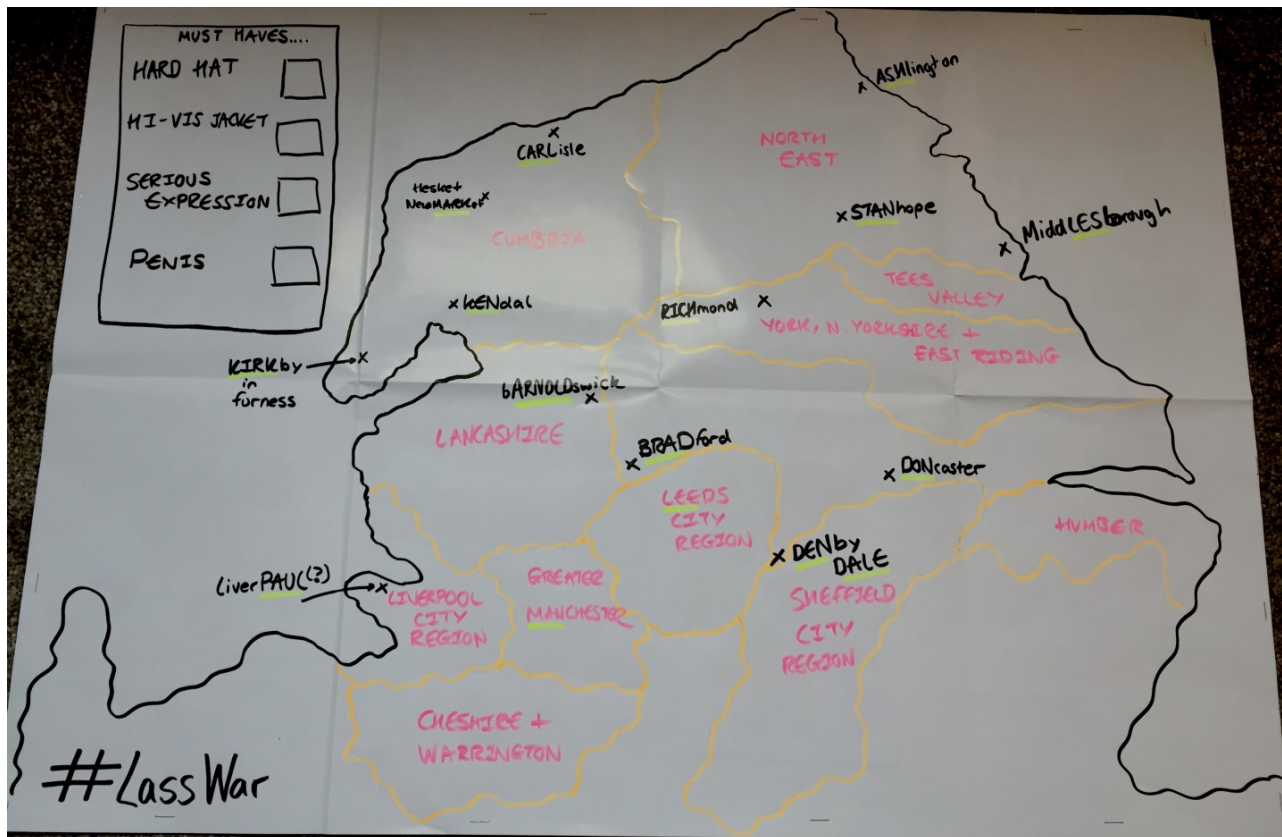 MUST HAVES....
HARD HAT
HI-VIS JACKET
SERIOUS
EXPRESSION
PENIS
ASHlington
NORTH
EAST
CARLisle
Hesket
NewMARKet
STANhope
CUMBRIA
MiddLESborough
TEES
VALLEY
KENdal
RICHmond
YORK, N. YORKSHIRE +
EAST RIDING
KIRKby
in
furness
bARNOLDswick
LANCASHIRE
BRADford
DONcaster
LEEDS
CITY
REGION
HUMBER
DENby
DALE
LiverPAUL(?)
LIVERPOOL
CITY
REGION
GREATER
MANCHESTER
SHEFFIELD
CITY
REGION
CHESHIRE +
WARRINGTON
#LassWar